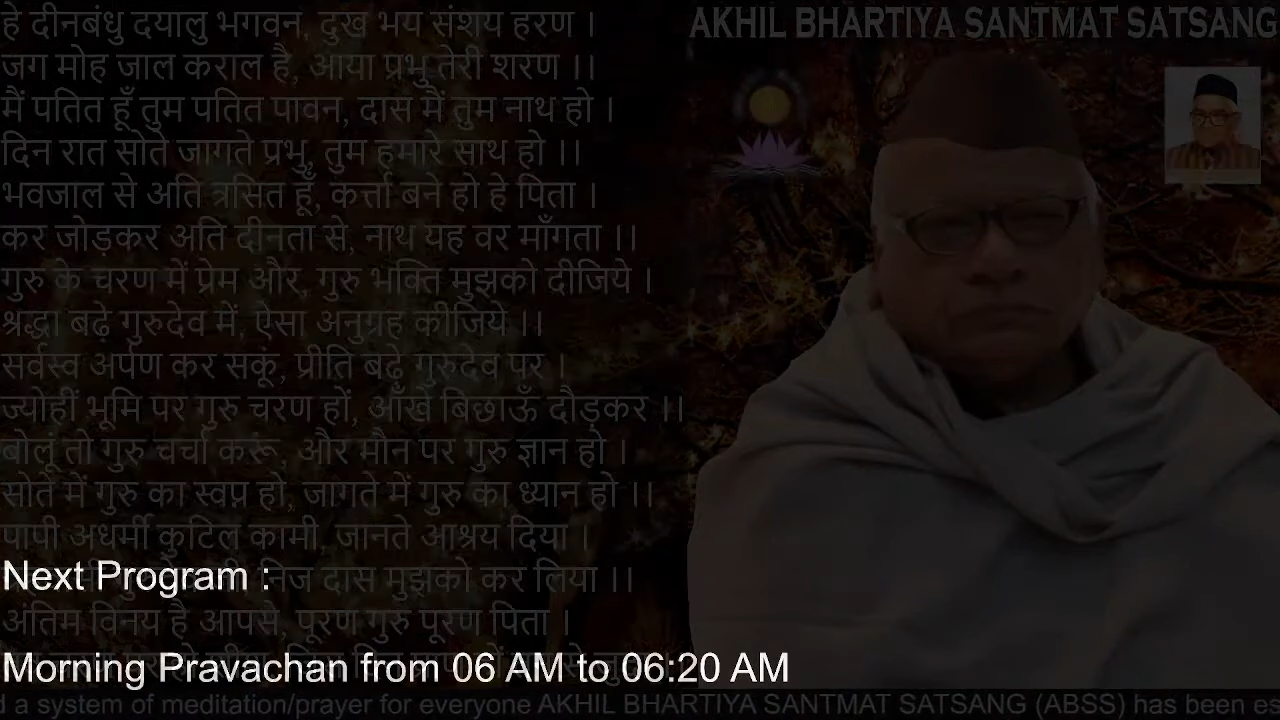 AKHIL BHARTIYA SANTMAT SATSANG
हे दीनबंधु दयालु भगवन, दुख भय संशय हरण ।
जग मोह जाल कराल है, आया प्रभु तेरी शरण ।।
मैं पतित हूँ तुम पतित पावन, दास मैं तुम नाथ हो ।
दिन रात सोते जागते प्रभु, तुम हमारे साथ हो ।।
भवजाल से अति त्रसित हूँ, कर्त्ता बने हो हे पिता ।
कर जोड़कर अति दीनता से, नाथ यह वर माँगता ।।
गुरु के चरण में प्रेम और, गुरु भक्ति मुझको दीजिये ।
श्रद्धा बढ़े गुरुदेव में, ऐसा अनुग्रह कीजिये ।।
सर्वस्व अर्पण कर सकूं, प्रीति बढ़े गुरुदेव पर ।
ज्योहीं भूमि पर गुरु चरण हों, आँखें बिछाऊँ दौड़कर ।।
बोलूं तो गुरु चर्चा करूं, और मौन पर गुरु ज्ञान हो ।
सोते में गुरु का स्वप्न हो, जागते में गुरु का ध्यान हो ।।
पापी अधर्मी कुटिल कामी, जानते आश्रय दिया ।
Next Program :
निज दास मुझको कर लिया ।।
अंतिम विनय है आपसे, पूरण गुरु पूरण पिता ।
Morning Pravachan from 06 AM to 06:20 AM
a system of meditation/prayer for everyone AKHIL BHARTIYA SANTMAT SATSANG (ABSS) has been